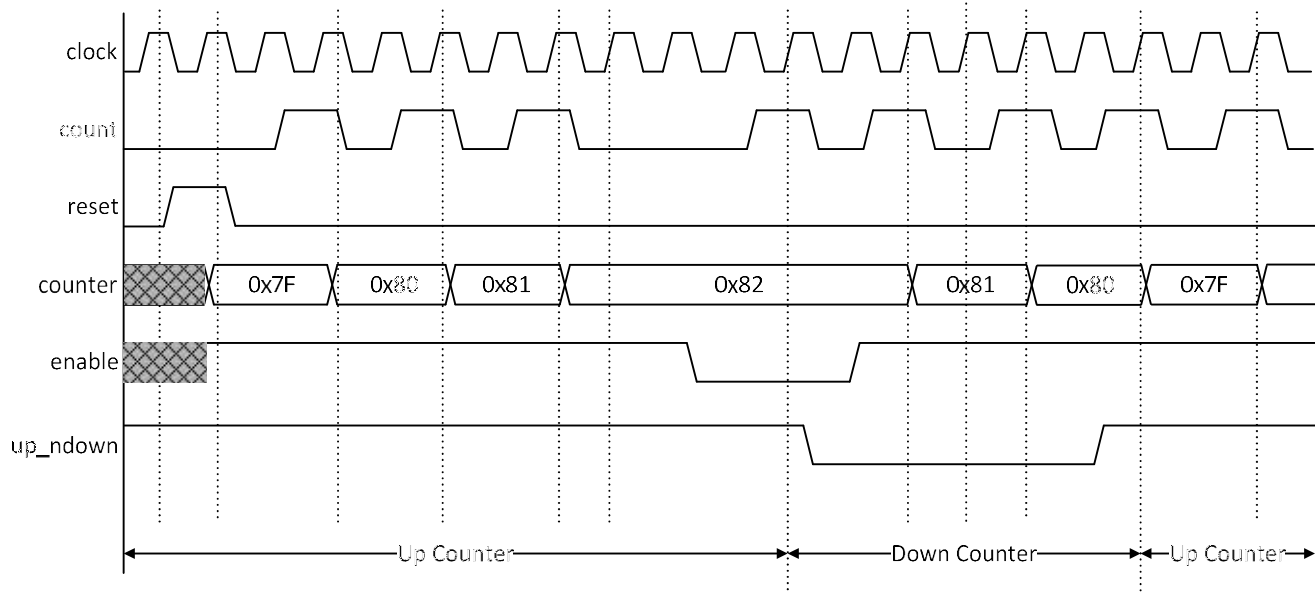 clock
count
reset
counter 0x7F 0x80 0x81 0x82 0x81 0x80 0x7F
enable
up_ndown
Up Counter Down Counter Up Counter